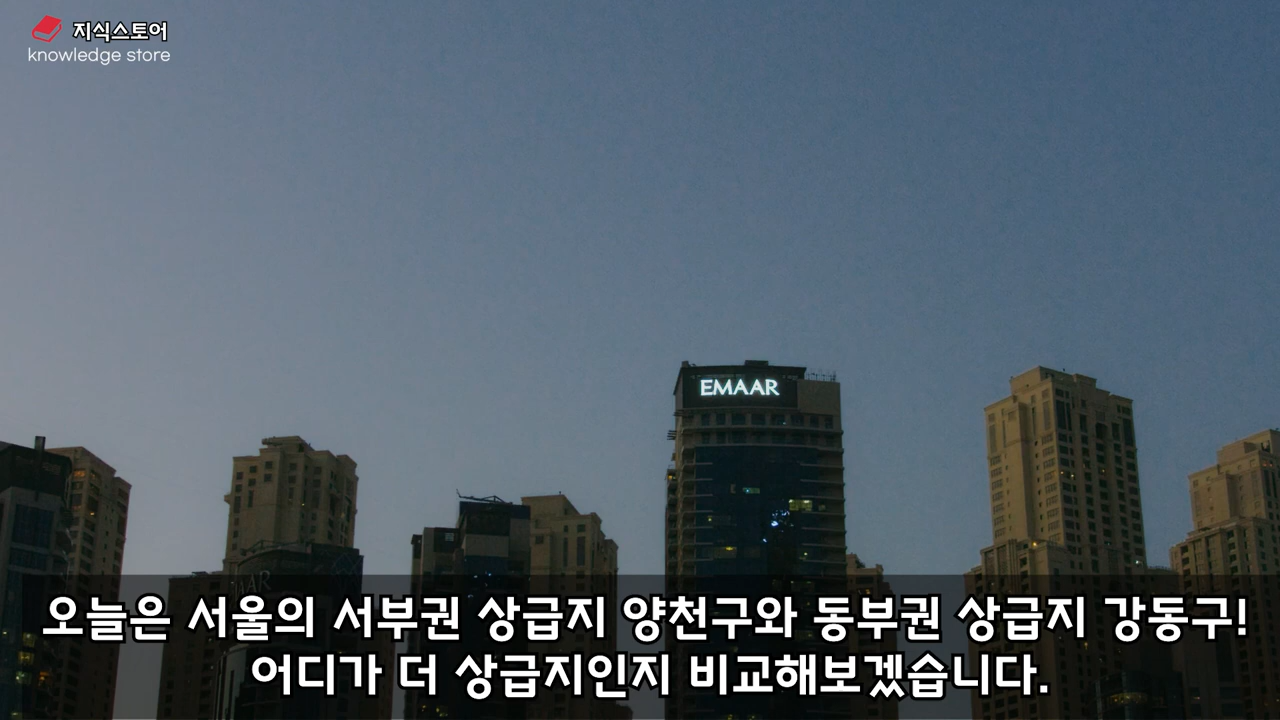 지식스토어
knowledge store
EMAAR
오늘은 서울의 서부권 상급지 양천구와 동부권 상급지 강동구!
어디가 더 상급지인지 비교해보겠습니다.